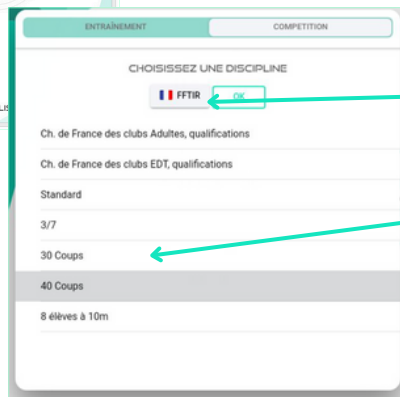 ENTRAÎNEMENT COMPETITION
CHOISISSEZ UNE DISCIPLINE
FFTIR OK
Ch. de France des clubs Adultes, qualifications
Ch. de France des clubs EDT, qualifications
Standard
3/7
30 Coups
40 Coups
8 élèves à 10m